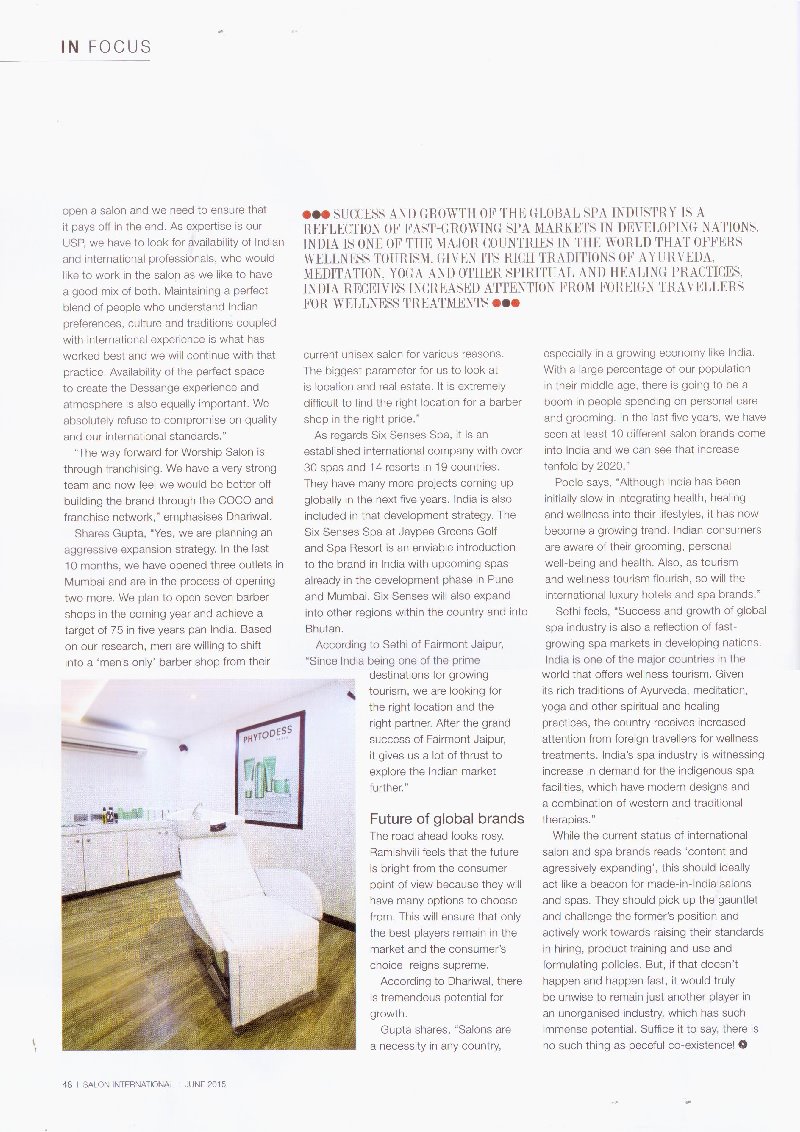 IN FOCUS
open a salon and we need to ensure that
it pays off in the end. As expertise is our
USP, we have to look for availability of Indian
and international professionals, who would
like to work in the salon as we like to have
a good mix of both. Maintaining a perfect
blend of people who understand Indian
preferences, culture and traditions coupled
with international experience is what has
worked best and we will continue with that
practice. Availability of the perfect space
to create the Dessange experience and
atmosphere is also equally important. We
absolutely refuse to compromise on quality
and our international standards."
"The way forward for Worship Salon is
through franchising. We have a very strong
team and now feel we would be better off
building the brand through the COCO and
franchise network," emphasises Dhariwal.
Shares Gupta, "Yes, we are planning an
aggressive expansion strategy. In the last
10 months, we have opened three outlets in
Mumbai and are in the process of opening
two more. We plan to open seven barber
shops in the coming year and achieve a
target of 75 in five years pan India. Based
on our research, men are willing to shift
into a 'men's only' barber shop from their
SUCCESS AND GROWTH OF THE GLOBAL SPA INDUSTRY IS A
REFLECTION OF FAST-GROWING SPA MARKETS IN DEVELOPING NATIONS.
INDIA IS ONE OF THE MAJOR COUNTRIES IN THE WORLD THAT OFFERS
WELLNESS TOURISM. GIVEN ITS RICH TRADITIONS OF AYURVEDA,
MEDITATION, YOGA AND OTHER SPIRITUAL AND HEALING PRACTICES,
INDIA RECEIVES INCREASED ATTENTION FROM FOREIGN TRAVELLERS
FOR WELLNESS TREATMENTS
current unisex salon for various reasons.
The biggest parameter for us to look at
is location and real estate. It is extremely
difficult to find the right location for a barber
shop in the right price."
As regards Six Senses Spa, it is an
established international company with over
30 spas and 14 resorts in 19 countries.
They have many more projects coming up
globally in the next five years. India is also
included in that development strategy. The
Six Senses Spa at Jaypee Greens Golf
and Spa Resort is an enviable introduction
to the brand in India with upcoming spas
already in the development phase in Pune
and Mumbai. Six Senses will also expand
into other regions within the country and into
Bhutan.
According to Sethi of Fairmont Jaipur,
"Since India being one of the prime
destinations for growing
tourism, we are looking for
the right location and the
right partner. After the grand
success of Fairmont Jaipur,
it gives us a lot of thrust to
explore the Indian market
further."
Future of global brands
The road ahead looks rosy.
Ramishvili feels that the future
is bright from the consumer
point of view because they will
have many options to choose
from. This will ensure that only
the best players remain in the
market and the consumer's
choice reigns supreme.
According to Dhariwal, there
is tremendous potential for
growth.
Gupta shares, "Salons are
a necessity in any country,
especially in a growing economy like India.
With a large percentage of our population
in their middle age, there is going to be a
boom in people spending on personal care
and grooming. In the last five years, we have
seen at least 10 different salon brands come
into India and we can see that increase
tenfold by 2020."
Poole says, "Although India has been
initially slow in integrating health, healing
and wellness into their lifestyles, it has now
become a growing trend. Indian consumers
are aware of their grooming, personal
well-being and health. Also, as tourism
and wellness tourism flourish, so will the
international luxury hotels and spa brands."
Sethi feels, "Success and growth of global
spa industry is also a reflection of fast-
growing spa markets in developing nations.
India is one of the major countries in the
world that offers wellness tourism. Given
its rich traditions of Ayurveda, meditation,
yoga and other spiritual and healing
practices, the country receives increased
attention from foreign travellers for wellness
treatments. India's spa industry is witnessing
increase in demand for the indigenous spa
facilities, which have modern designs and
a combination of western and traditional
therapies."
While the current status of international
salon and spa brands reads 'content and
agressively expanding', this should ideally
act like a beacon for made-in-India salons
and spas. They should pick up the gauntlet
and challenge the former's position and
actively work towards raising their standards
in hiring, product training and use and
formulating policies. But, if that doesn't
happen and happen fast, it would truly
be unwise to remain just another player in
an unorganised industry, which has such
immense potential. Suffice it to say, there is
no such thing as peceful co-existence!
PHYTODESS
48 | SALON INTERNATIONAL | JUNE 2015